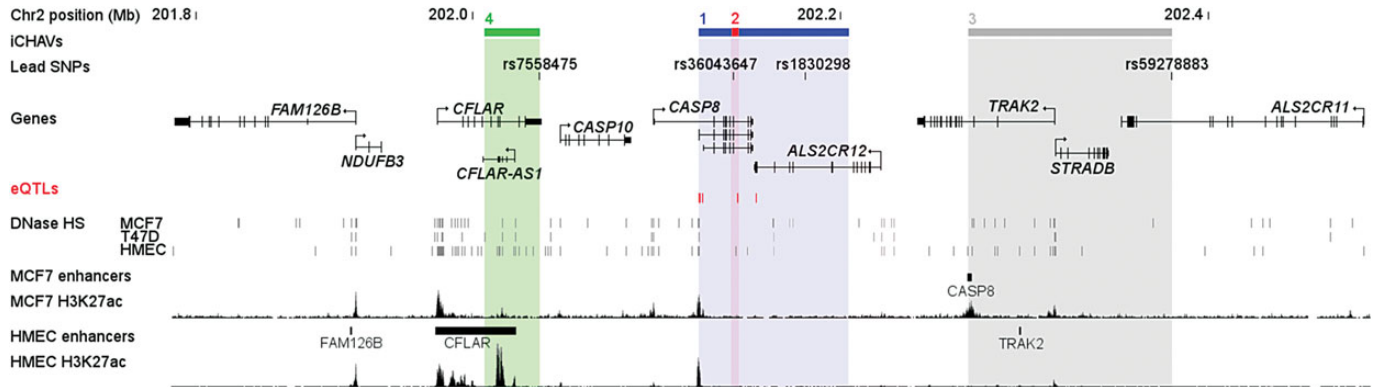 Chr2 position (Mb) 201.8 202.0 202.2 202.4
4 1 2 3
iCHAVs
Lead SNPs rs7558475 rs36043647 rs1830298 rs59278883
Genes FAM126B CFLAR CASP8 TRAK2 ALS2CR11
NDUFB3 CFLAR-AS1 CASP10 ALS2CR12 STRADB
eQTLs
DNase HS MCF7
T47D
HMEC
MCF7 enhancers
CASP8
MCF7 H3K27ac
HMEC enhancers
FAM126B CFLAR TRAK2
HMEC H3K27ac